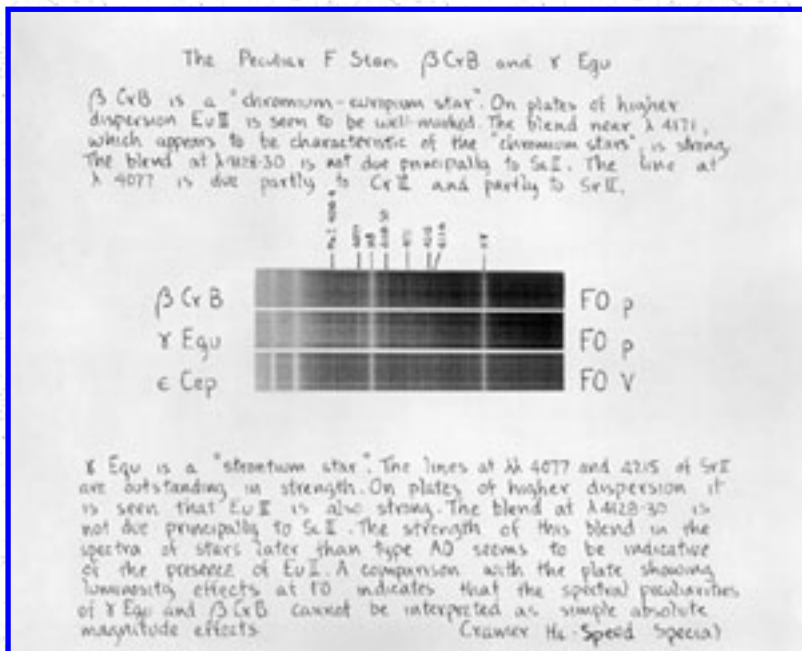 The Peculiar F Stars β CrB and γ Equ
β CrB is a "chromium-europium star". On plates of higher
dispersion Eu II is seen to be well-marked. The blend near λ 4171,
which appears to be characteristic of the "chromium stars", is strong.
The blend at λ 4128-30 is not due principally to Si II. The line at
λ 4077 is due partly to Cr II and partly to Sr II.
4077
4128-30
4171
4215
β CrB F0 p
γ Equ F0 p
ε Cep F0 V
γ Equ is a "strontium star". The lines at λλ 4077 and 4215 of Sr II
are outstanding in strength. On plates of higher dispersion it
is seen that Eu II is also strong. The blend at λ 4128-30 is
not due principally to Si II. The strength of this blend in the
spectra of stars later than type A0 seems to be indicative
of the presence of Eu II. A comparison with the plate showing
luminosity effects at F0 indicates that the spectral peculiarities
of γ Equ and β CrB cannot be interpreted as simple absolute
magnitude effects. Cramer Hi-Speed Special